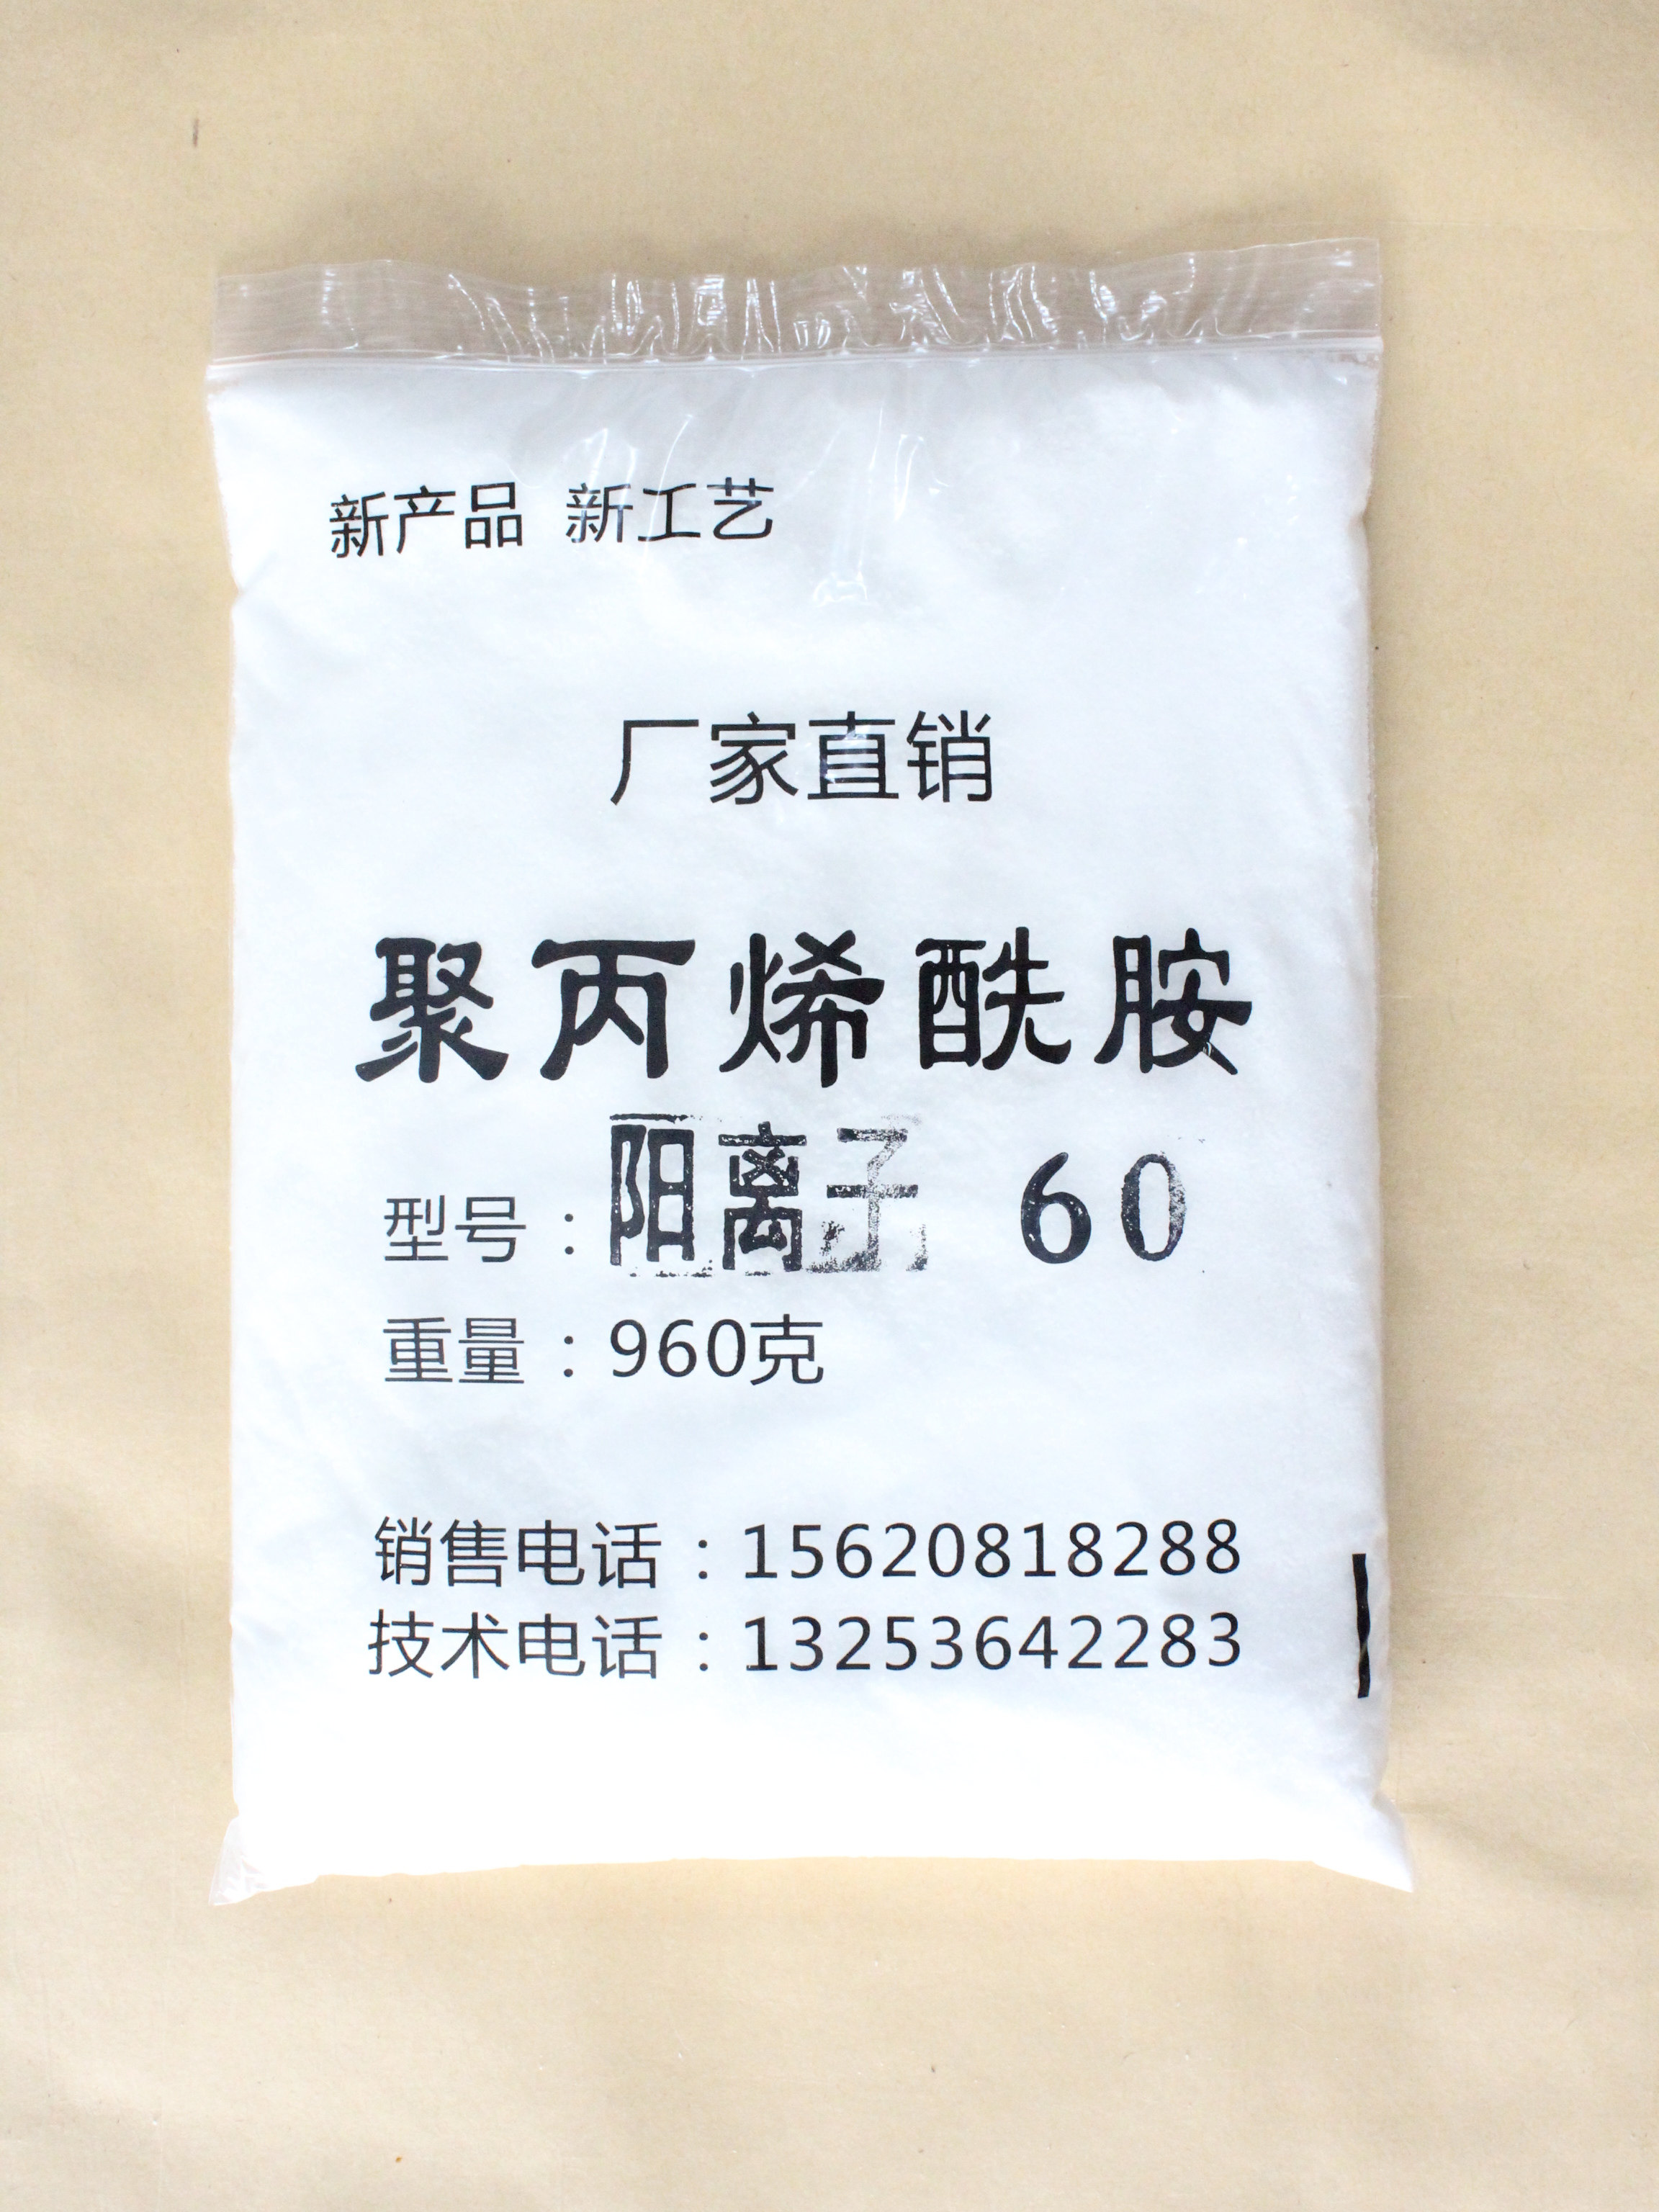 新产品 新工艺
厂家直销
聚丙烯酰胺
型号：阳离子 60
重量：960克
销售电话：15620818288
技术电话：13253642283